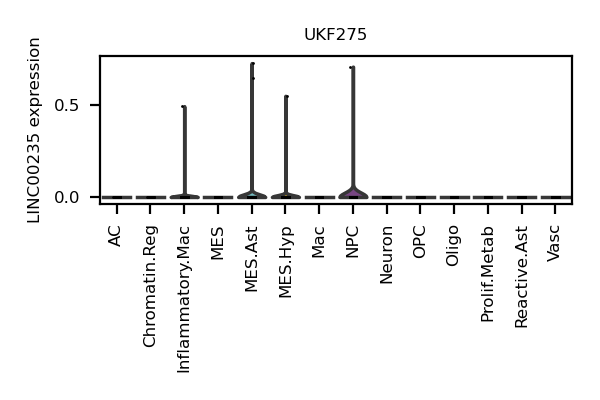 UKF275
LINC00235 expression
0.5
0.0
AC
Chromatin.Reg
Inflammatory.Mac
MES
MES.Ast
MES.Hyp
Mac
NPC
Neuron
OPC
Oligo
Prolif.Metab
Reactive.Ast
Vasc